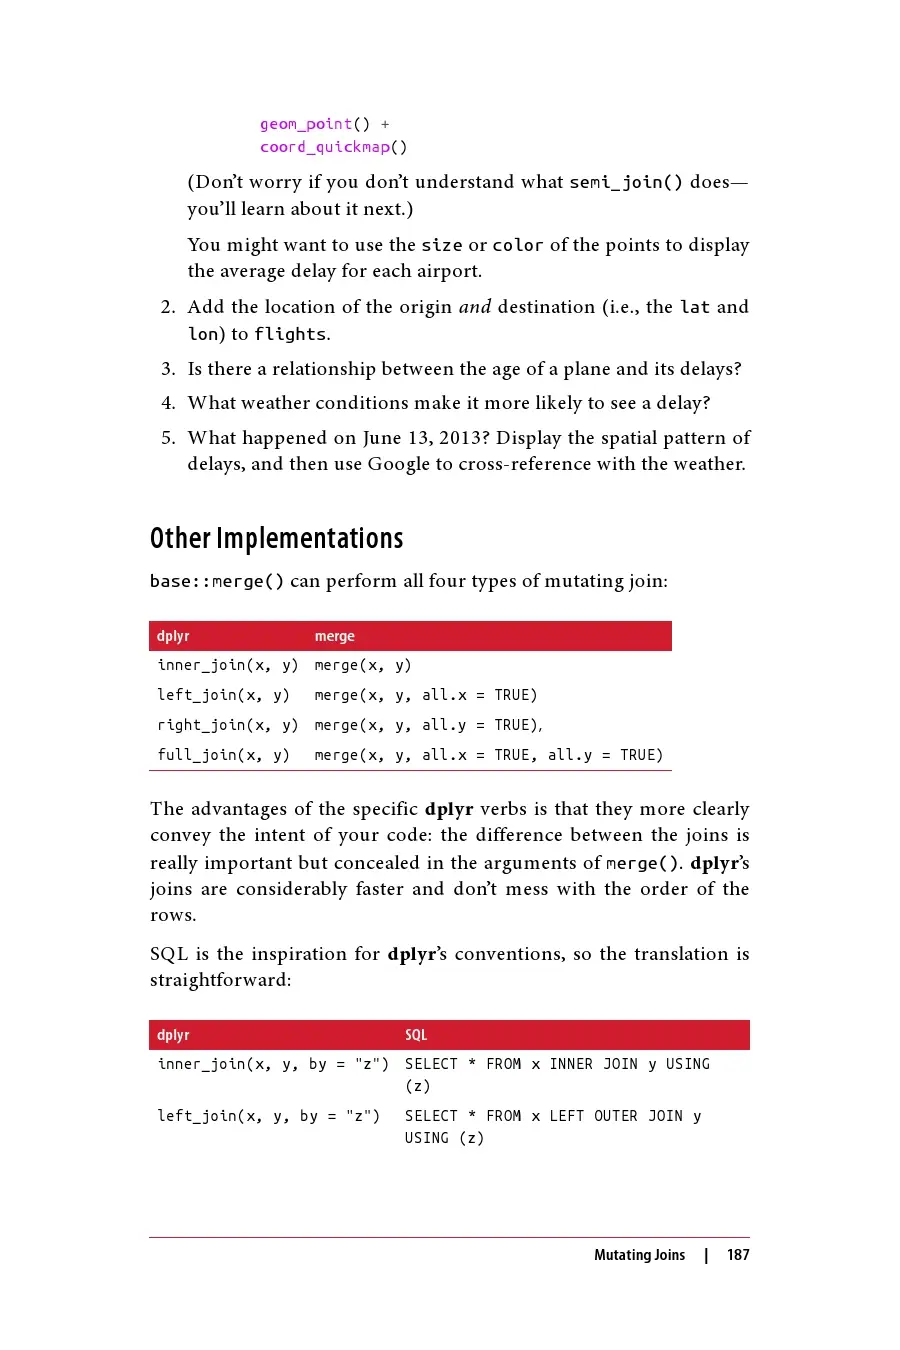 geom_point() +
coord_quickmap()
(Don’t worry if you don’t understand what semi_join() does—
you’ll learn about it next.)
You might want to use the size or color of the points to display
the average delay for each airport.
2. Add the location of the origin and destination (i.e., the lat and
lon) to flights.
3. Is there a relationship between the age of a plane and its delays?
4. What weather conditions make it more likely to see a delay?
5. What happened on June 13, 2013? Display the spatial pattern of
delays, and then use Google to cross-reference with the weather.
Other Implementations
base::merge() can perform all four types of mutating join:
dplyr merge
inner_join(x, y) merge(x, y)
left_join(x, y) merge(x, y, all.x = TRUE)
right_join(x, y) merge(x, y, all.y = TRUE),
full_join(x, y) merge(x, y, all.x = TRUE, all.y = TRUE)
The advantages of the specific dplyr verbs is that they more clearly
convey the intent of your code: the difference between the joins is
really important but concealed in the arguments of merge(). dplyr’s
joins are considerably faster and don’t mess with the order of the
rows.
SQL is the inspiration for dplyr’s conventions, so the translation is
straightforward:
dplyr SQL
inner_join(x, y, by = "z") SELECT * FROM x INNER JOIN y USING
(z)
left_join(x, y, by = "z") SELECT * FROM x LEFT OUTER JOIN y
USING (z)
Mutating Joins | 187